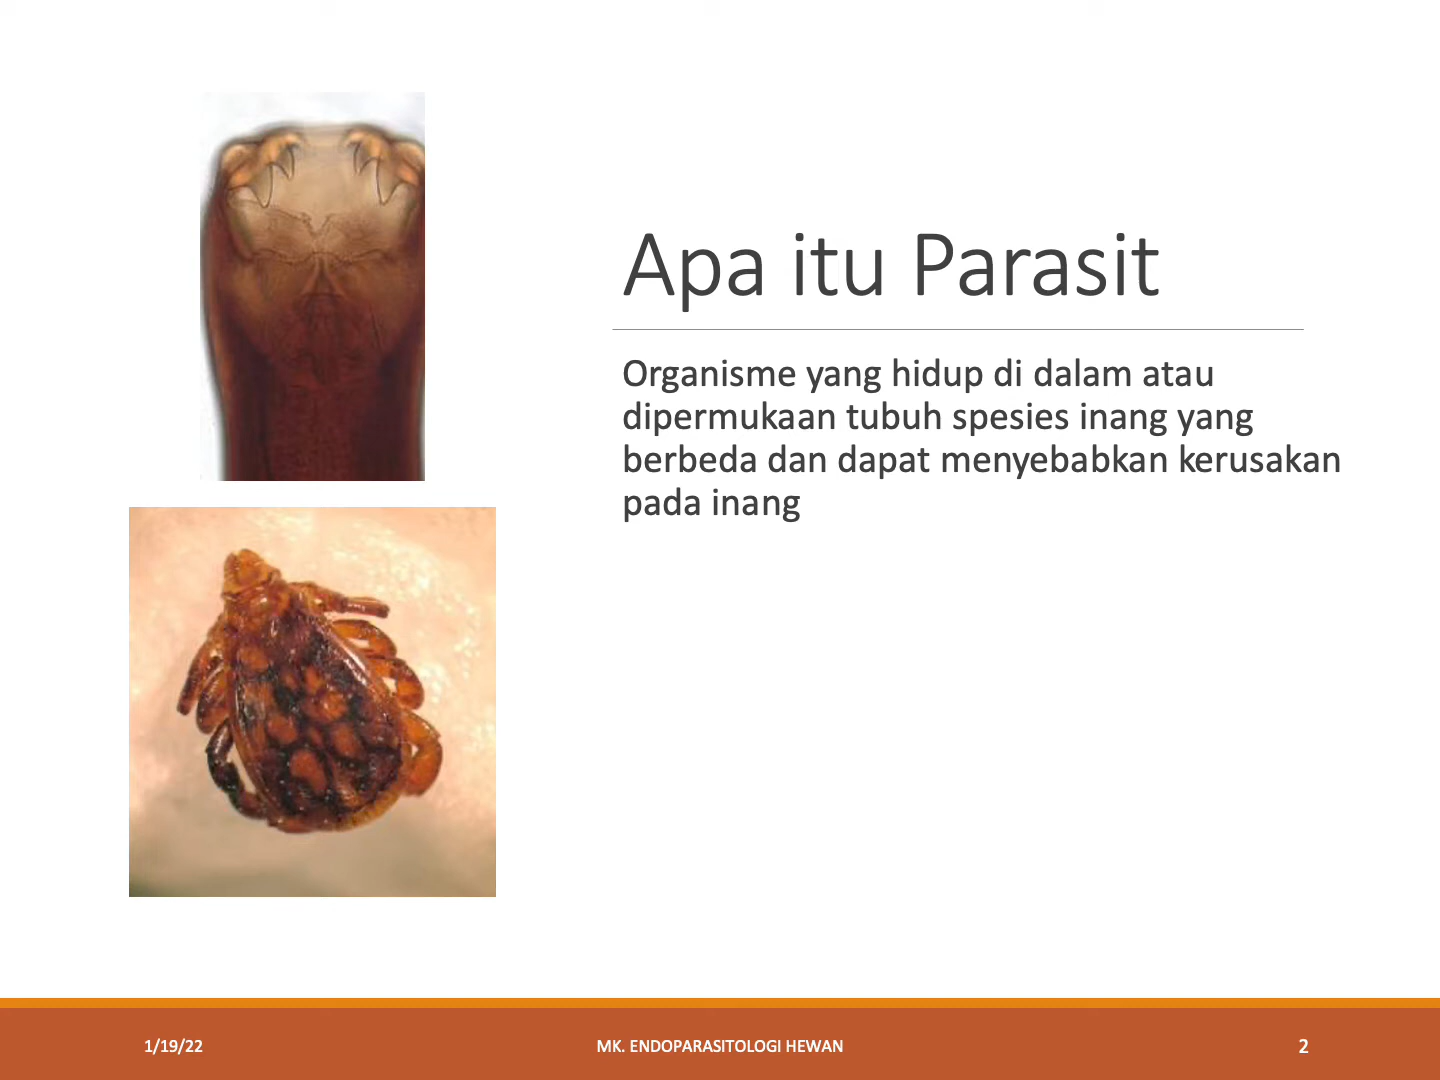 Apa itu Parasit
Organisme yang hidup di dalam atau
dipermukaan tubuh spesies inang yang
berbeda dan dapat menyebabkan kerusakan
pada inang
1/19/22
MK. ENDOPARASITOLOGI HEWAN
2